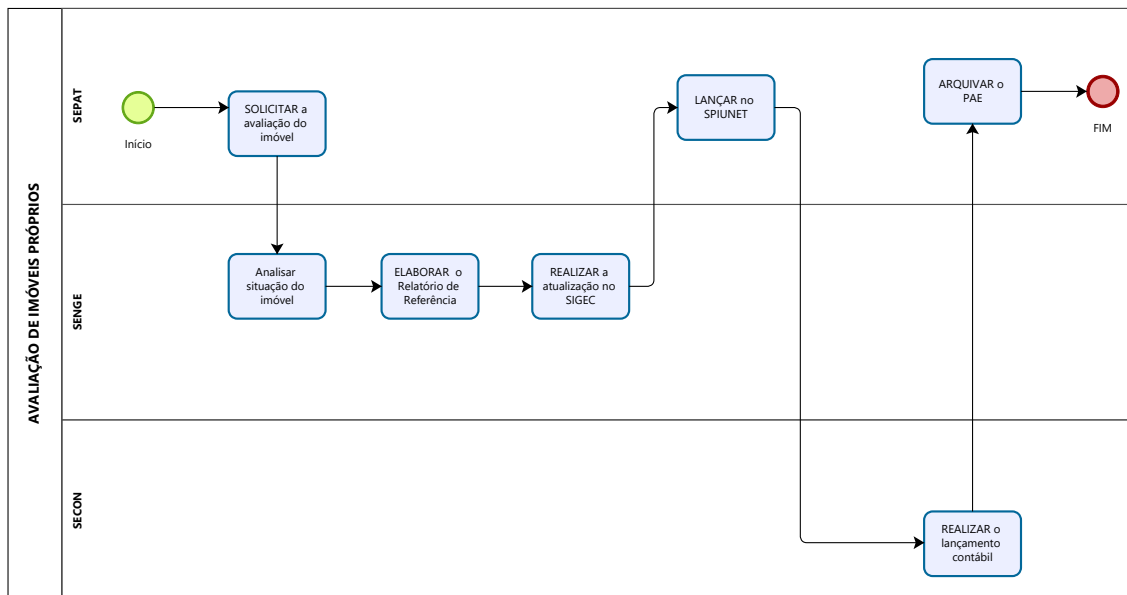 AVALIAÇÃO DE IMÓVEIS PRÓPRIOS
SEPAT
Início
SOLICITAR a
avaliação do
imóvel
LANÇAR no
SPIUNET
ARQUIVAR o
PAE
FIM
SENGE
Analisar
situação do
imóvel
ELABORAR o
Relatório de
Referência
REALIZAR a
atualização no
SIGEC
SECON
REALIZAR o
lançamento
contábil